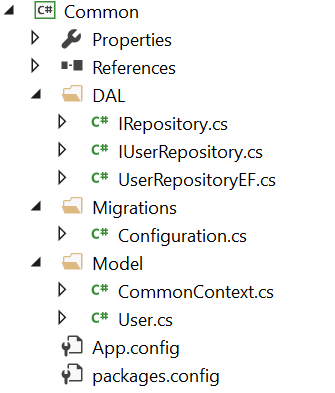 C# Common
Properties
References
DAL
C# IRepository.cs
C# IUserRepository.cs
C# UserRepositoryEF.cs
Migrations
C# Configuration.cs
Model
C# CommonContext.cs
C# User.cs
App.config
packages.config